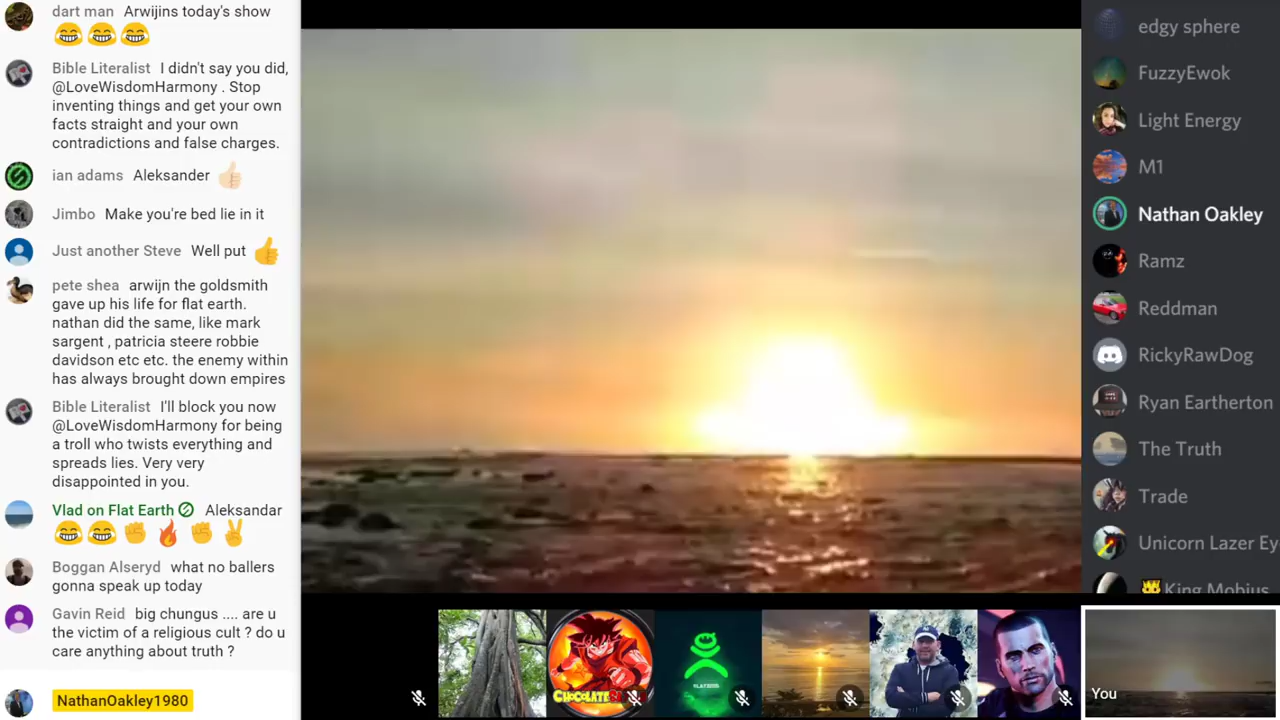 dart man Arwijins today's show
Bible Literalist I didn't say you did,
@LoveWisdomHarmony . Stop
inventing things and get your own
facts straight and your own
contradictions and false charges.
ian adams Aleksander
Jimbo Make you're bed lie in it
Just another Steve Well put
pete shea arwijn the goldsmith
gave up his life for flat earth.
nathan did the same, like mark
sargent , patricia steere robbie
davidson etc etc. the enemy within
has always brought down empires
Bible Literalist I'll block you now
@LoveWisdomHarmony for being
a troll who twists everything and
spreads lies. Very very
disappointed in you.
Vlad on Flat Earth Aleksandar
Boggan Alseryd what no ballers
gonna speak up today
Gavin Reid big chungus .... are u
the victim of a religious cult ? do u
care anything about truth ?
NathanOakley1980
CHOCOLATE
You
edgy sphere
FuzzyEwok
Light Energy
M1
Nathan Oakley
Ramz
Reddman
RickyRawDog
Ryan Eartherton
The Truth
Trade
Unicorn Lazer Ey
King Mobius